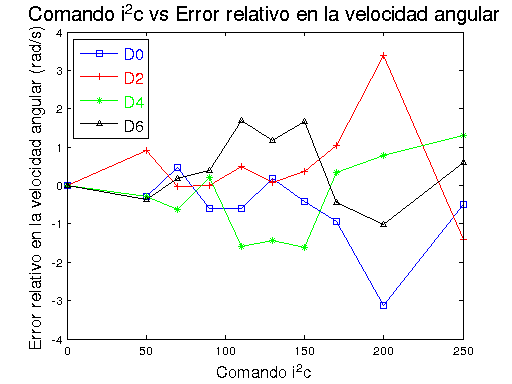 Comando i²c vs Error relativo en la velocidad angular
Error relativo en la velocidad angular (rad/s)
4
3
2
1
0
-1
-2
-3
-4
D0
D2
D4
D6
0 50 100 150 200 250
Comando i²c